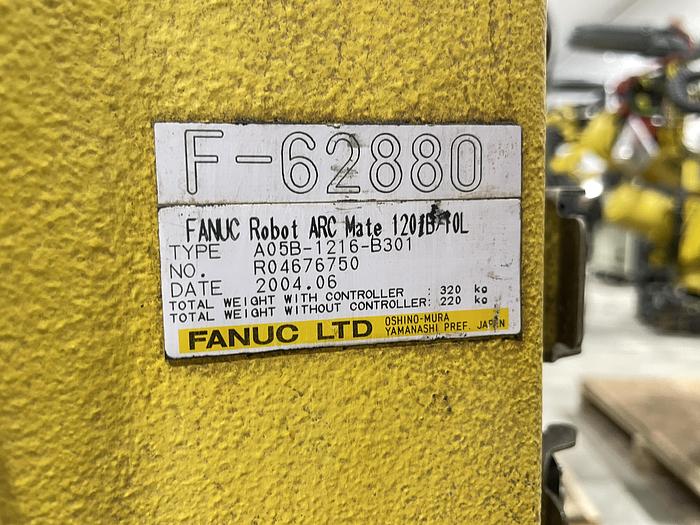 F-62880
FANUC Robot ARC Mate 120iB/10L
TYPE A05B-1216-B301
NO. R04676750
DATE 2004.06
TOTAL WEIGHT WITH CONTROLLER : 320 kg
TOTAL WEIGHT WITHOUT CONTROLLER: 220 kg
FANUC LTD OSHINO-MURA
YAMANASHI PREF. JAPAN